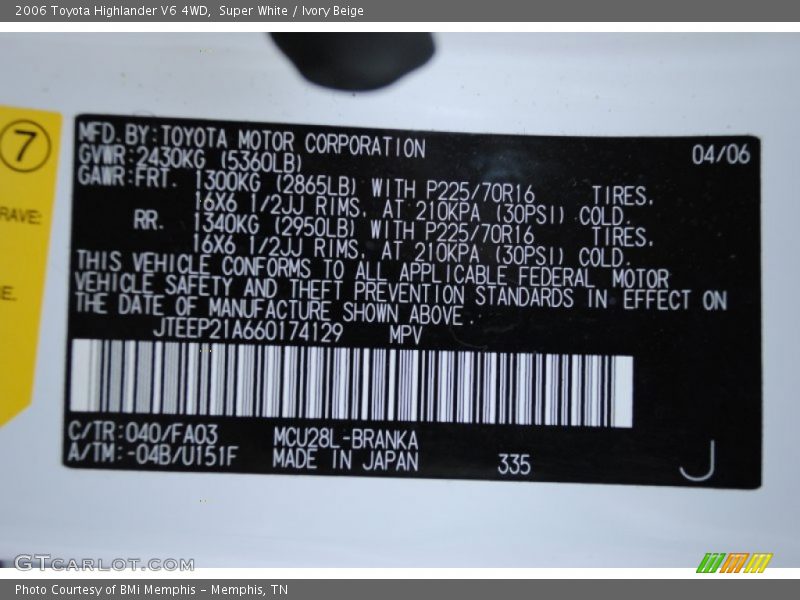 2006 Toyota Highlander V6 4WD, Super White / Ivory Beige
7
RAVE:
E.
MFD. BY: TOYOTA MOTOR CORPORATION 04/06
GVWR: 2430KG (5360LB)
GAWR: FRT. 1300KG (2865LB) WITH P225/70R16 TIRES.
16X6 1/2JJ RIMS, AT 210KPA (30PSI) COLD.
RR. 1340KG (2950LB) WITH P225/70R16 TIRES.
16X6 1/2JJ RIMS, AT 210KPA (30PSI) COLD.
THIS VEHICLE CONFORMS TO ALL APPLICABLE FEDERAL MOTOR
VEHICLE SAFETY AND THEFT PREVENTION STANDARDS IN EFFECT ON
THE DATE OF MANUFACTURE SHOWN ABOVE.
JTEEP21A660174129 MPV
C/TR: 040/FA03 MCU28L-BRANKA
A/TM: -04B/U151F MADE IN JAPAN 335 J
GTcarlot.com
Photo Courtesy of BMi Memphis – Memphis, TN